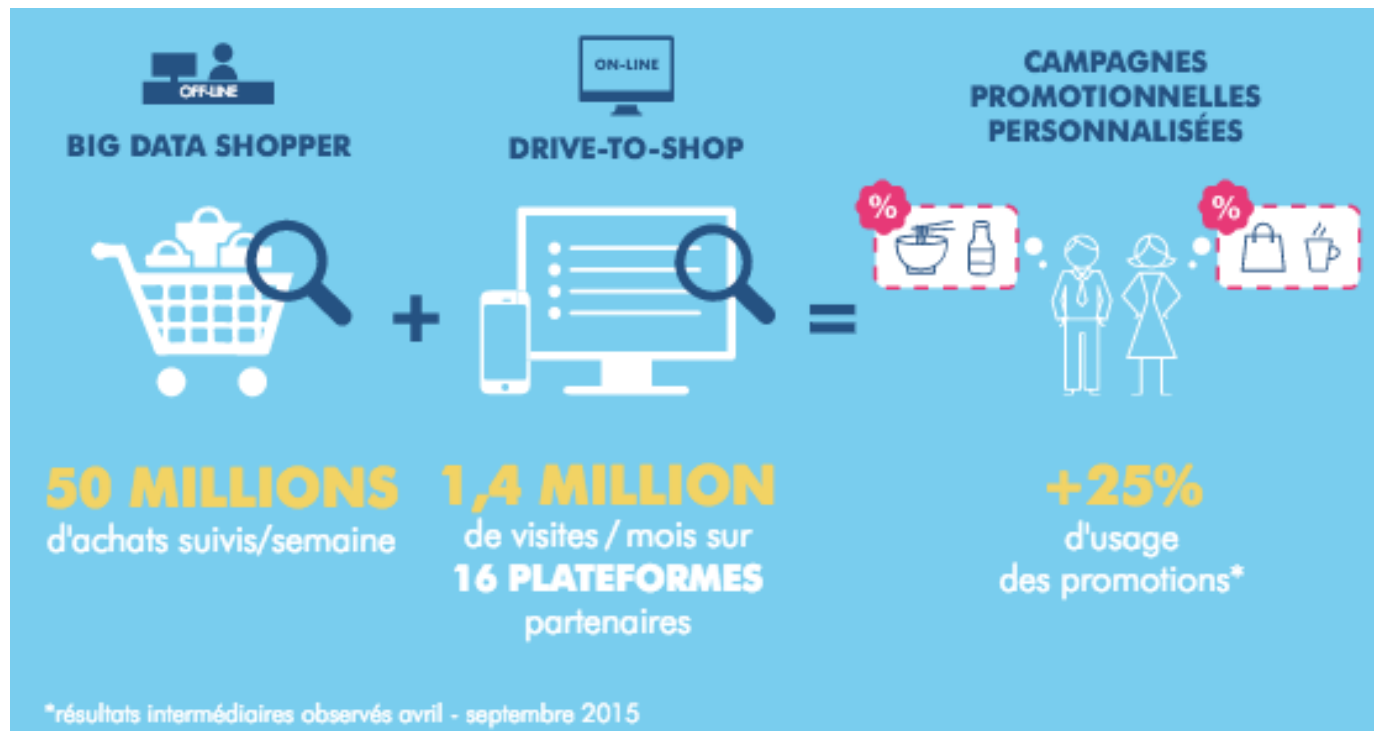 OFF-LINE
BIG DATA SHOPPER
ON-LINE
DRIVE-TO-SHOP
CAMPAGNES
PROMOTIONNELLES
PERSONNALISÉES
%
%
+
=
50 MILLIONS
d'achats suivis/semaine
1,4 MILLION
de visites / mois sur
16 PLATEFORMES
partenaires
+25%
d'usage
des promotions*
*résultats intermédiaires observés avril - septembre 2015